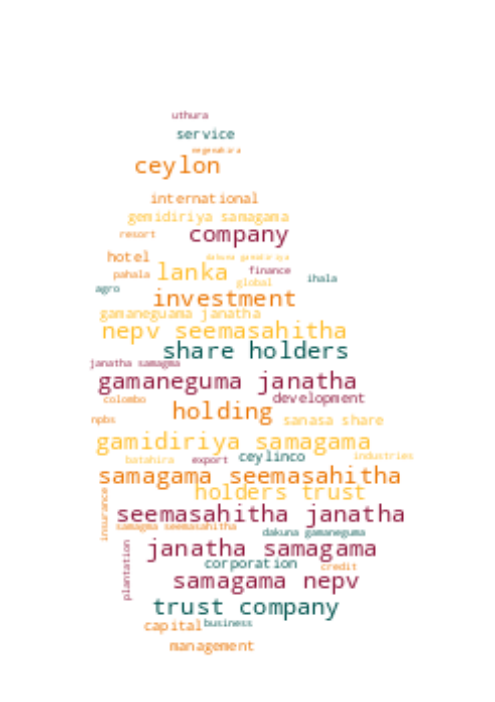 uthura
service
negenahira
ceylon
international
gemidiriya samagama
resort
company
hotel
dakuna gamidiriya
pahala
lanka
finance
ihala
agro
global
investment
gamaneguama janatha
nepv seemasahitha
share holders
janatha samagma
gamaneguma janatha
colombo
development
holding
npbs
sanasa share
gamidiriya samagama
batahira
export
ceylinco
industries
samagama seemasahitha
holders trust
insurance
seemasahitha janatha
samagma seemasahitha
dakuna gamaneguma
plantation
janatha samagama
corporation
credit
samagama nepv
trust company
capital
business
management